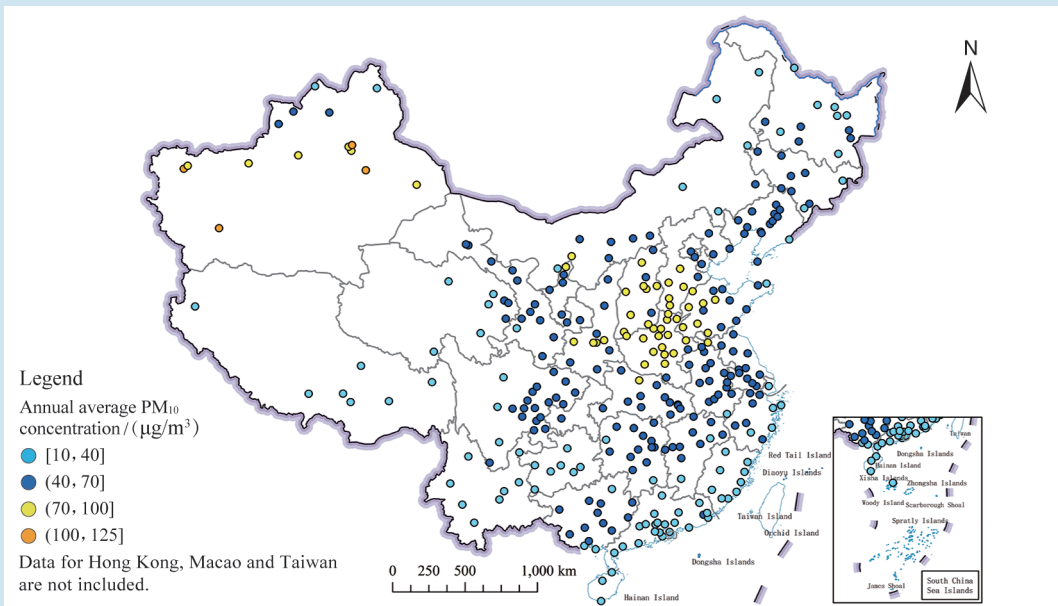 N
Legend
Annual average PM₁₀
concentration/(μg/m³)
[10, 40]
(40, 70]
(70, 100]
(100, 125]
Data for Hong Kong, Macao and Taiwan
are not included.
0 250 500 1,000 km
Red Tail Island
Diaoyu Islands
Taiwan Island
Orchid Island
Dongsha Islands
Hainan Island
Taiwan
Dongsha Islands
Hainan Island
Xisha Islands
Zhongsha Islands
Woody Island
Scarborough Shoal
Spratly Islands
James Shoal
South China
Sea Islands